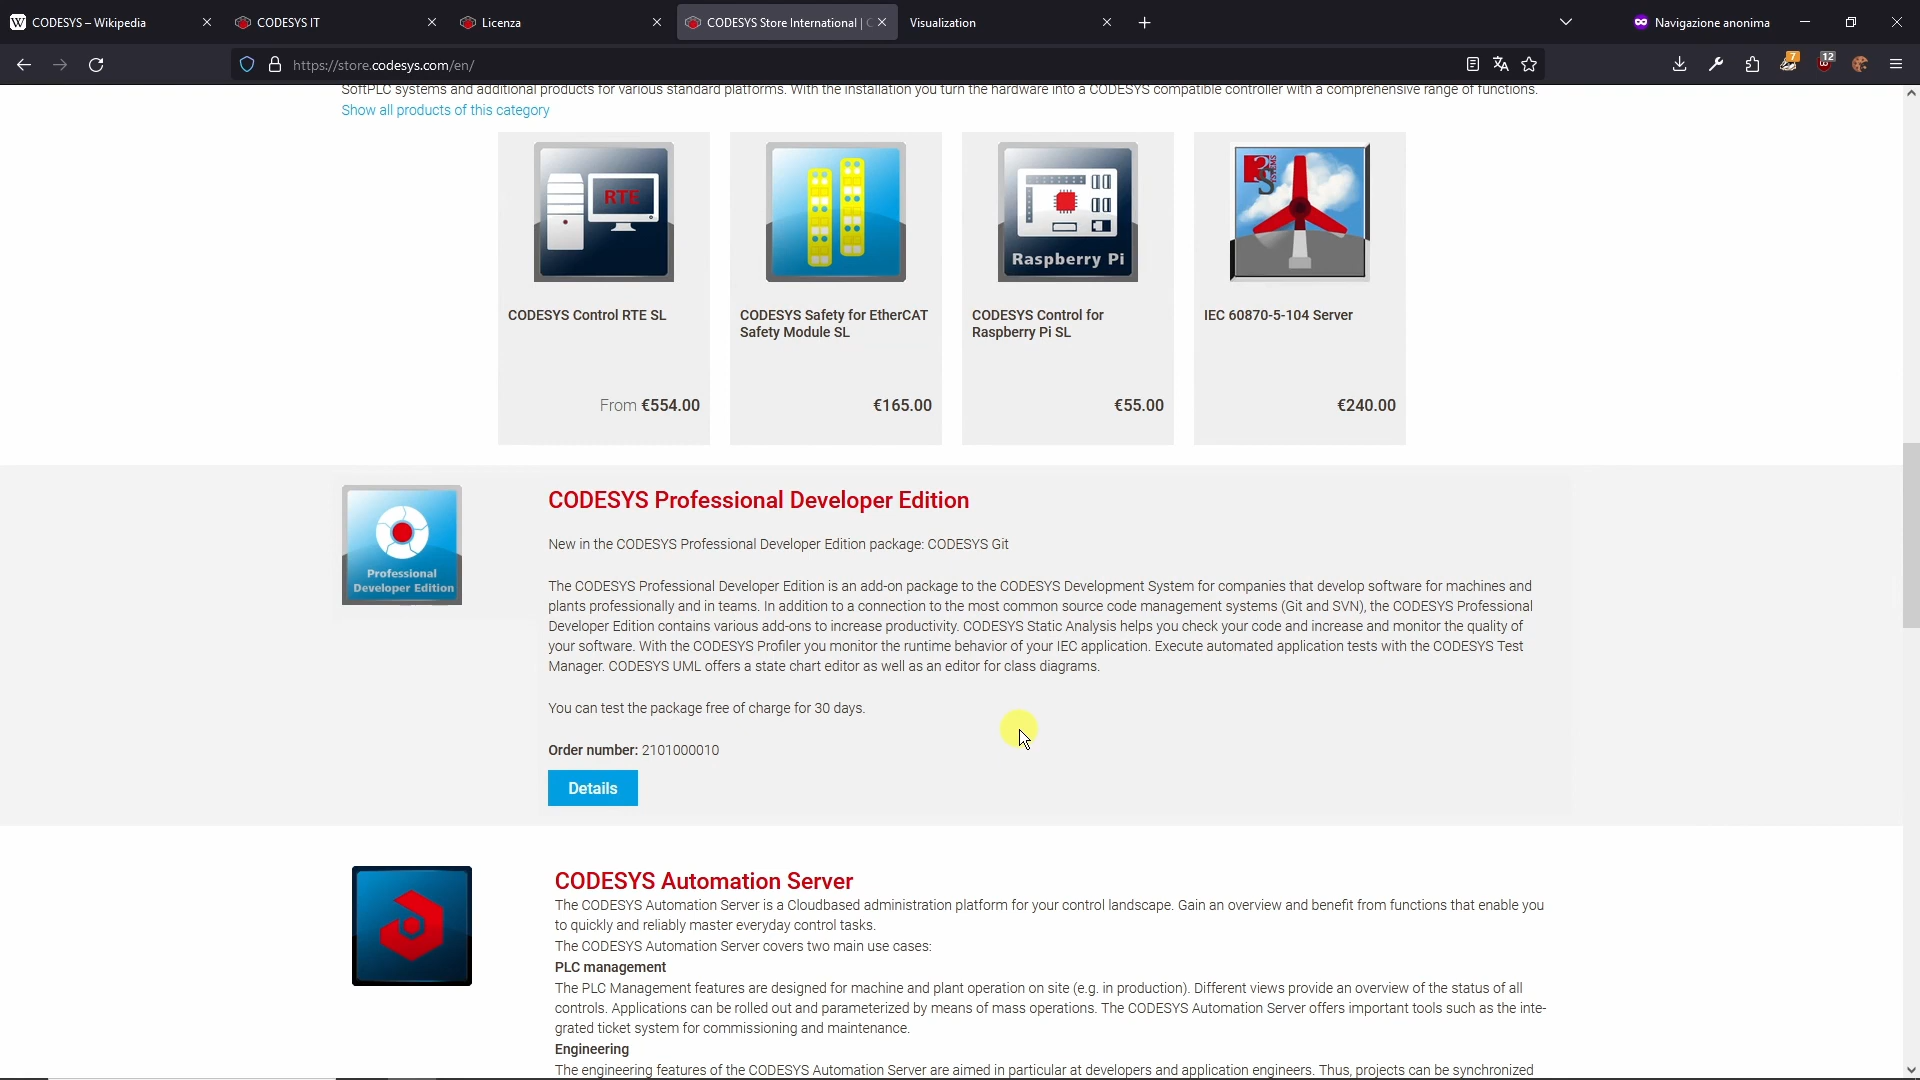 CODESYS – Wikipedia
CODESYS IT
Licenza
CODESYS Store International |
Visualization
Navigazione anonima
https://store.codesys.com/en/
7
12
SoftPLC systems and additional products for various standard platforms. With the installation you turn the hardware into a CODESYS compatible controller with a comprehensive range of functions.
Show all products of this category
RTE
Raspberry Pi
3S
SYSTEMS
CODESYS Control RTE SL
CODESYS Safety for EtherCAT
Safety Module SL
CODESYS Control for
Raspberry Pi SL
IEC 60870-5-104 Server
From €554.00
€165.00
€55.00
€240.00
Professional
Developer Edition
CODESYS Professional Developer Edition
New in the CODESYS Professional Developer Edition package: CODESYS Git
The CODESYS Professional Developer Edition is an add-on package to the CODESYS Development System for companies that develop software for machines and
plants professionally and in teams. In addition to a connection to the most common source code management systems (Git and SVN), the CODESYS Professional
Developer Edition contains various add-ons to increase productivity. CODESYS Static Analysis helps you check your code and increase and monitor the quality of
your software. With the CODESYS Profiler you monitor the runtime behavior of your IEC application. Execute automated application tests with the CODESYS Test
Manager. CODESYS UML offers a state chart editor as well as an editor for class diagrams.
You can test the package free of charge for 30 days.
Order number: 2101000010
Details
CODESYS Automation Server
The CODESYS Automation Server is a Cloudbased administration platform for your control landscape. Gain an overview and benefit from functions that enable you
to quickly and reliably master everyday control tasks.
The CODESYS Automation Server covers two main use cases:
PLC management
The PLC Management features are designed for machine and plant operation on site (e.g. in production). Different views provide an overview of the status of all
controls. Applications can be rolled out and parameterized by means of mass operations. The CODESYS Automation Server offers important tools such as the inte-
grated ticket system for commissioning and maintenance.
Engineering
The engineering features of the CODESYS Automation Server are aimed in particular at developers and application engineers. Thus, projects can be synchronized